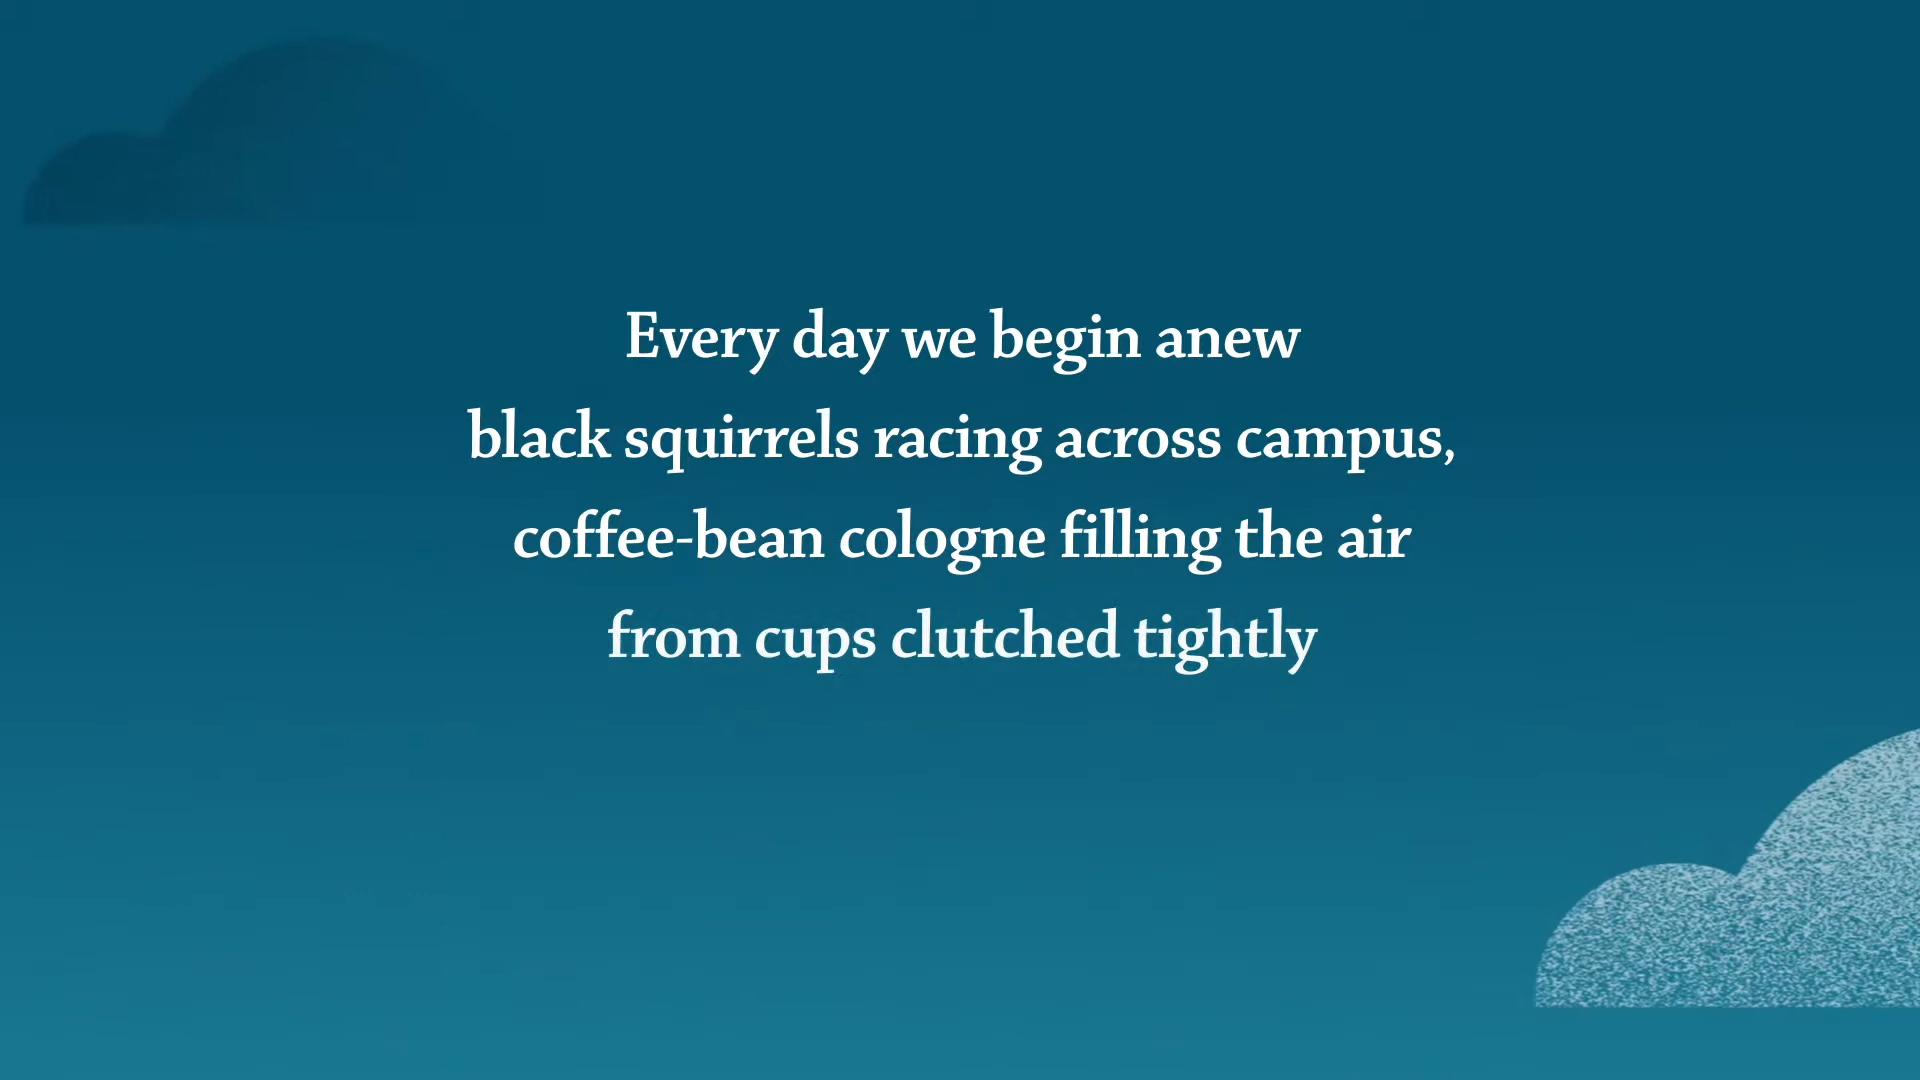 Every day we begin anew
black squirrels racing across campus,
coffee-bean cologne filling the air
from cups clutched tightly